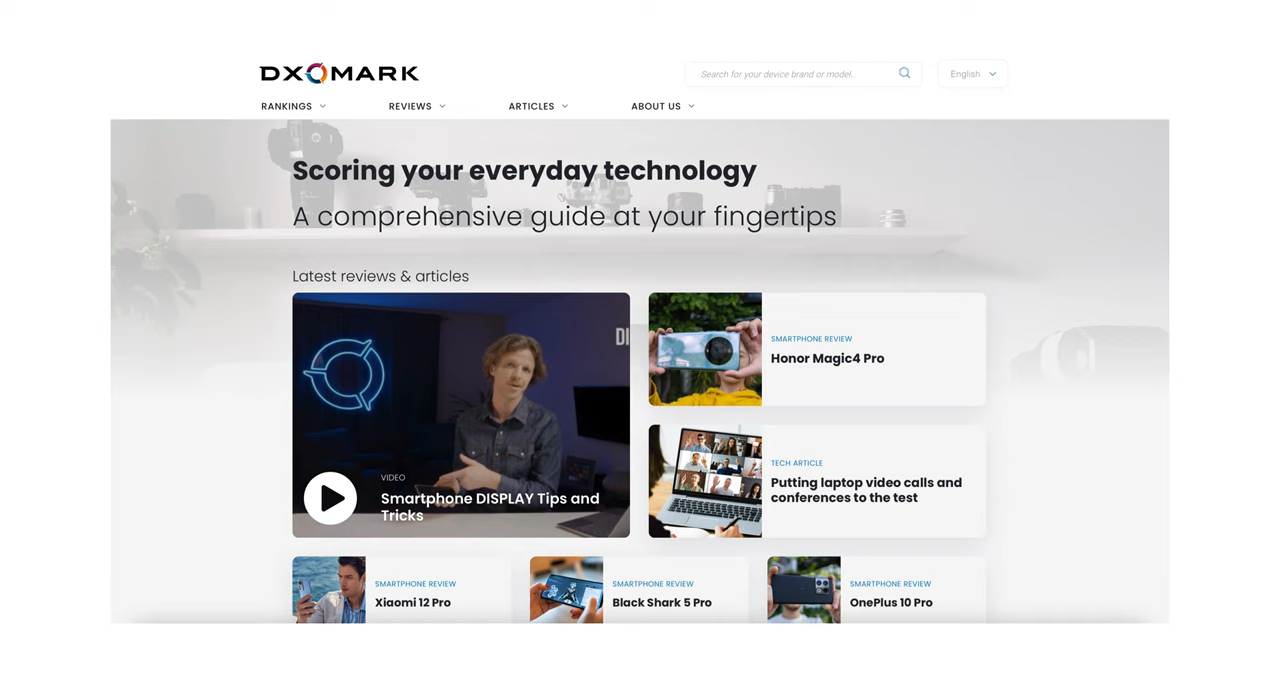 DXOMARK
Search for your device brand or model..
English
RANKINGS
REVIEWS
ARTICLES
ABOUT US
Scoring your everyday technology
A comprehensive guide at your fingertips
Latest reviews & articles
VIDEO
Smartphone DISPLAY Tips and
Tricks
SMARTPHONE REVIEW
Honor Magic4 Pro
TECH ARTICLE
Putting laptop video calls and
conferences to the test
SMARTPHONE REVIEW
Xiaomi 12 Pro
SMARTPHONE REVIEW
Black Shark 5 Pro
SMARTPHONE REVIEW
OnePlus 10 Pro